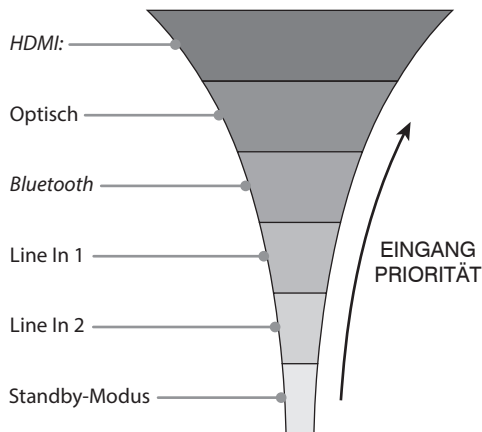 HDMI:
Optisch
Bluetooth
Line In 1
EINGANG
PRIORITÄT
Line In 2
Standby-Modus